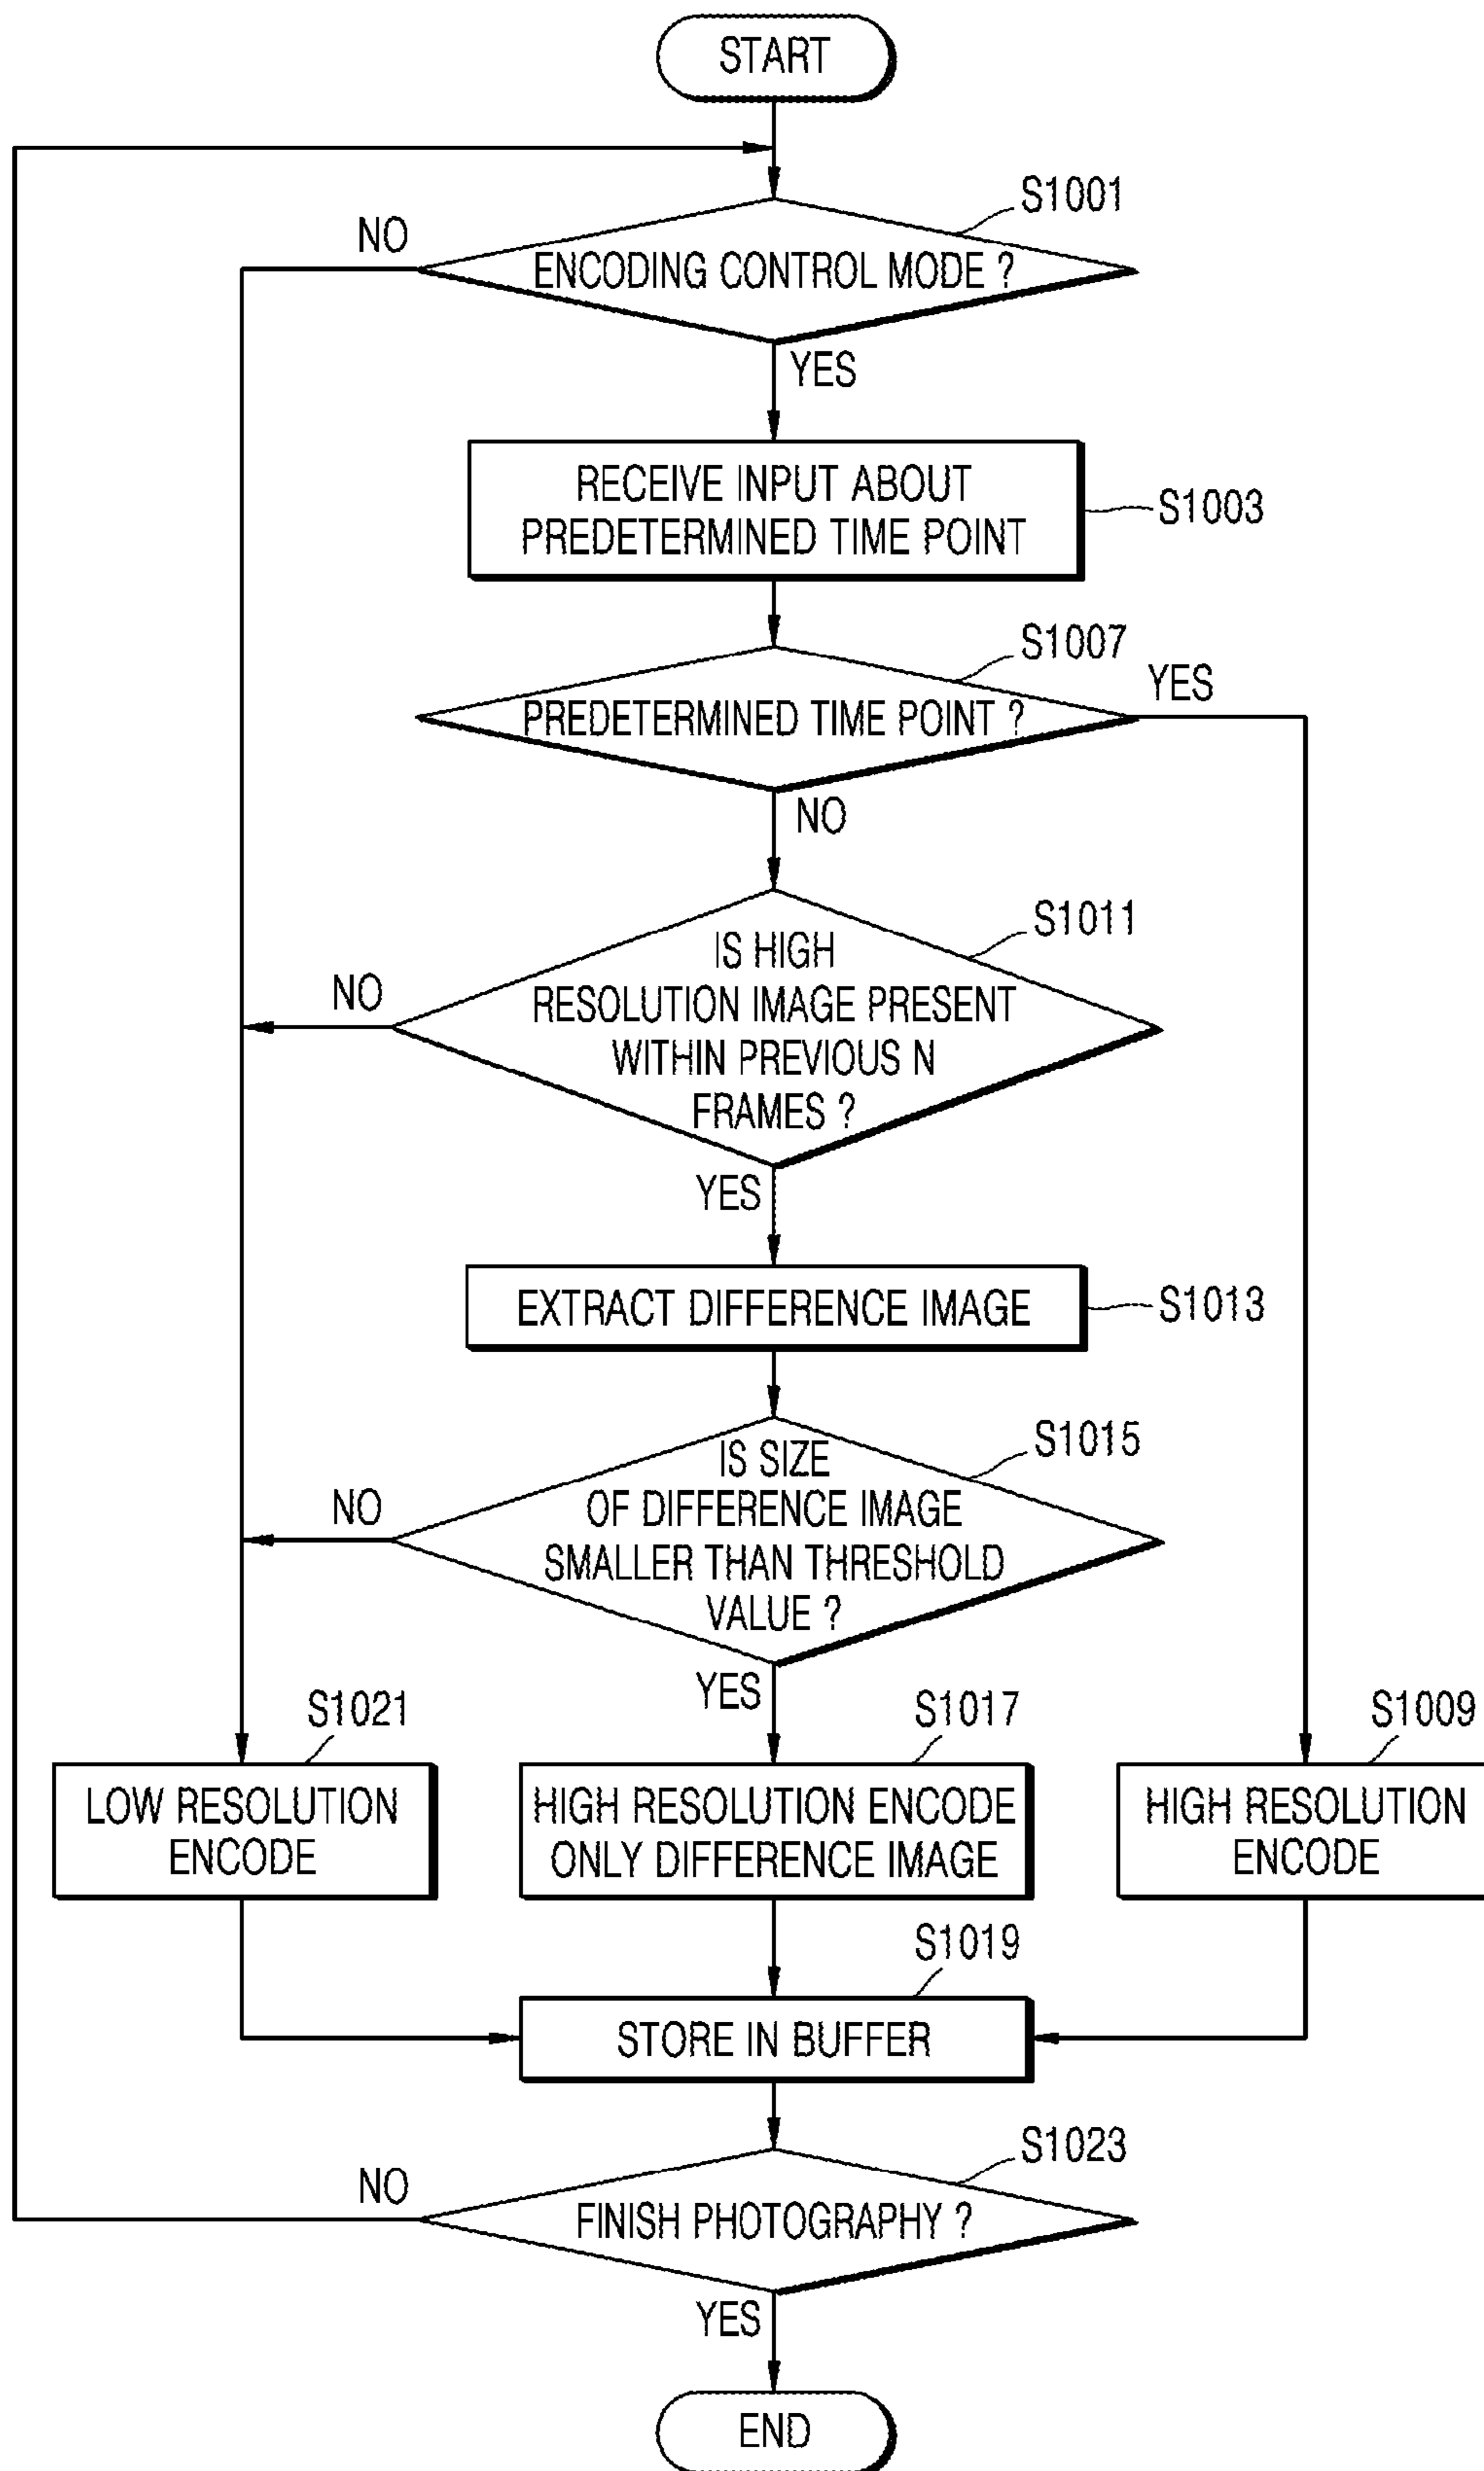 START
S1001
NO
ENCODING CONTROL MODE ?
YES
RECEIVE INPUT ABOUT
PREDETERMINED TIME POINT
S1003
S1007
YES
PREDETERMINED TIME POINT ?
NO
S1011
IS HIGH
RESOLUTION IMAGE PRESENT
WITHIN PREVIOUS N
FRAMES ?
NO
YES
EXTRACT DIFFERENCE IMAGE
S1013
S1015
IS SIZE
OF DIFFERENCE IMAGE
SMALLER THAN THRESHOLD
VALUE ?
NO
YES
S1021
S1017
S1009
LOW RESOLUTION
ENCODE
HIGH RESOLUTION ENCODE
ONLY DIFFERENCE IMAGE
HIGH RESOLUTION
ENCODE
S1019
STORE IN BUFFER
S1023
NO
FINISH PHOTOGRAPHY ?
YES
END